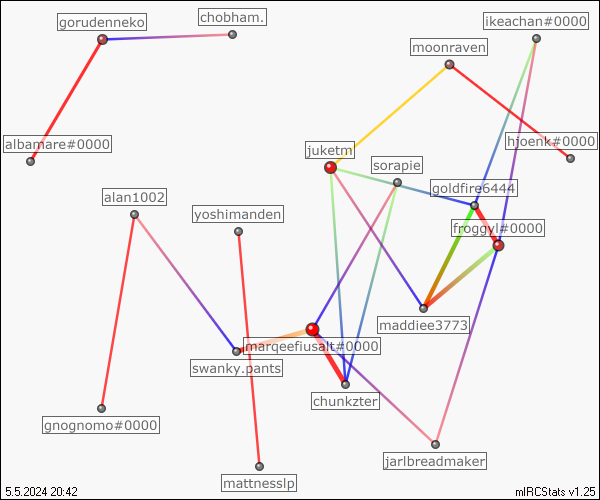 chobham.
gorudenneko
ikeachan#0000
moonraven
albamare#0000
hjoenk#0000
juketm
sorapie
goldfire6444
alan1002
yoshimanden
froggyl#0000
maddiee3773
marqeefiusalt#0000
swanky.pants
chunkzter
gnognomo#0000
jarlbreadmaker
mattnesslp
5.5.2024 20:42
mIRCStats v1.25